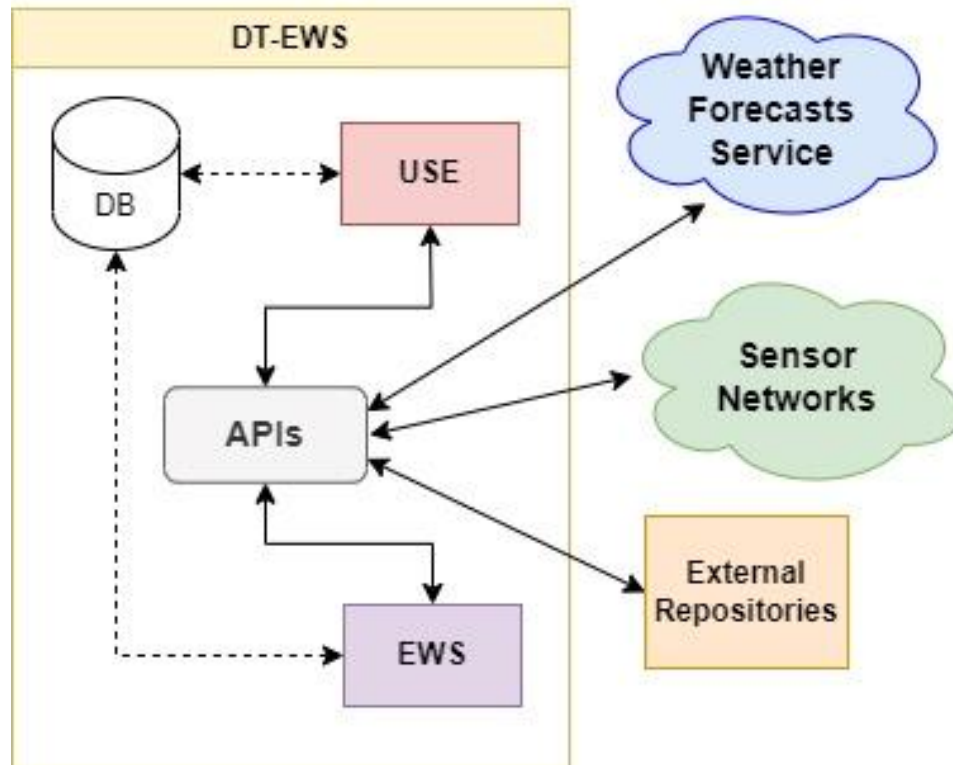 DT-EWS
Weather
Forecasts
Service
USE
DB
Sensor
Networks
APIs
External
Repositories
EWS